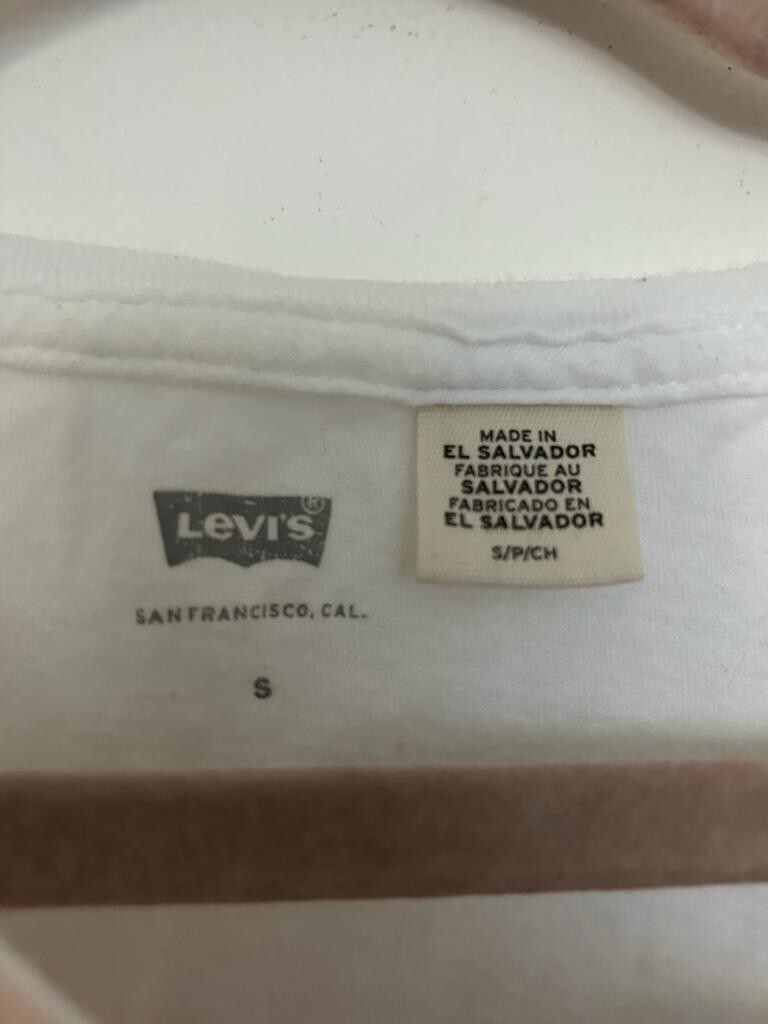 LEVI'S®
SAN FRANCISCO, CAL.
S
MADE IN
EL SALVADOR
FABRIQUE AU
SALVADOR
FABRICADO EN
EL SALVADOR
S/P/CH